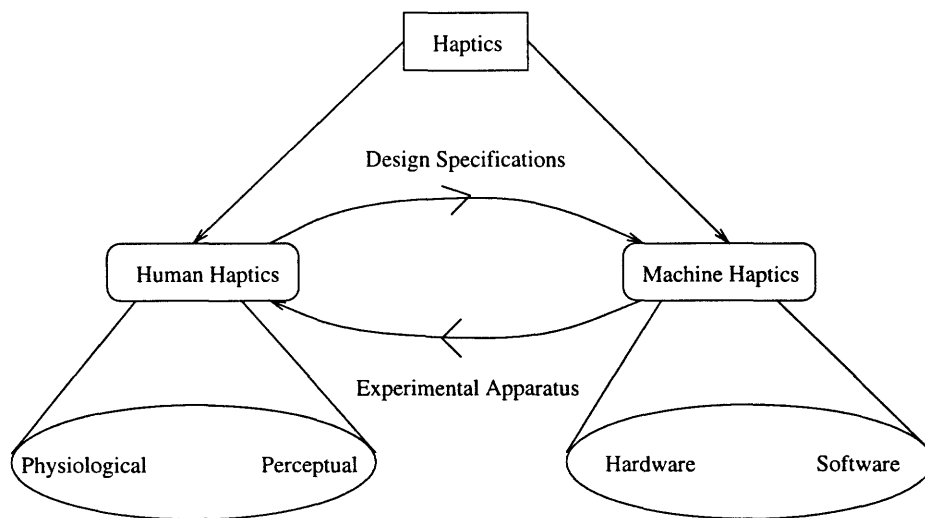 Haptics
Design Specifications
Human Haptics
Machine Haptics
Experimental Apparatus
Physiological
Perceptual
Hardware
Software